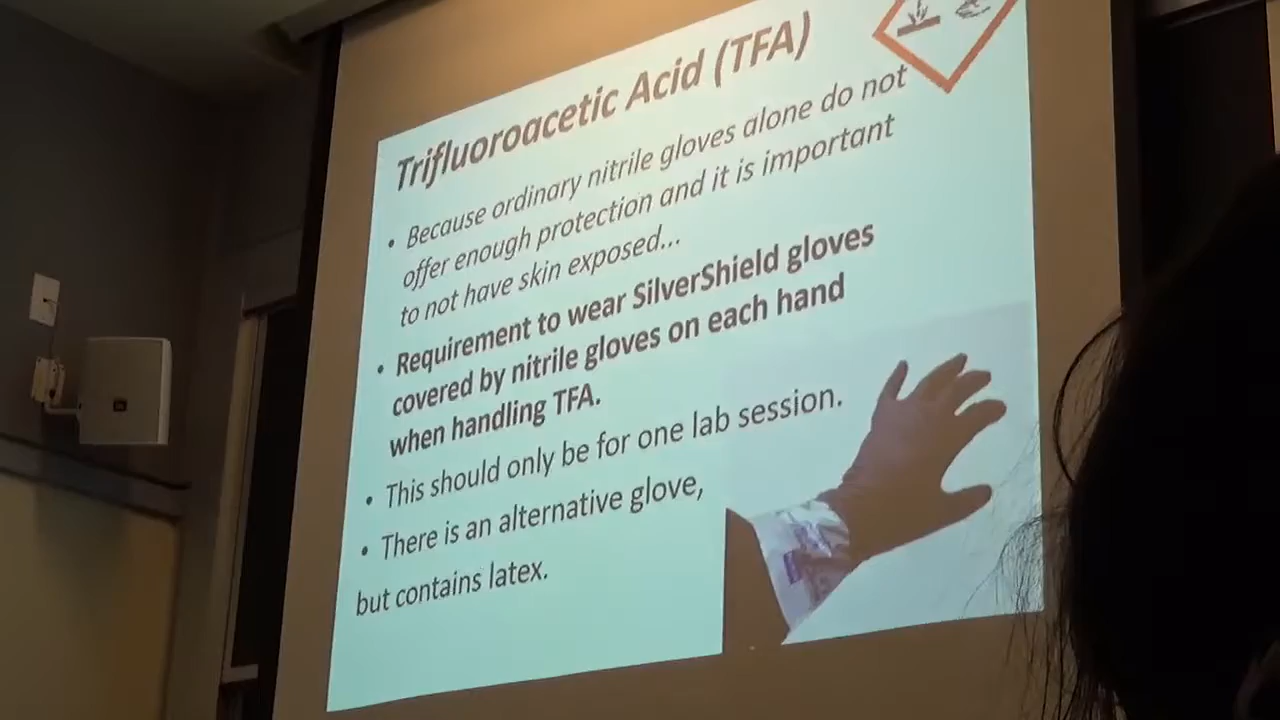 Trifluoroacetic Acid (TFA)
• Because ordinary nitrile gloves alone do not
offer enough protection and it is important
to not have skin exposed...
• Requirement to wear SilverShield gloves
covered by nitrile gloves on each hand
when handling TFA.
• This should only be for one lab session.
• There is an alternative glove,
but contains latex.